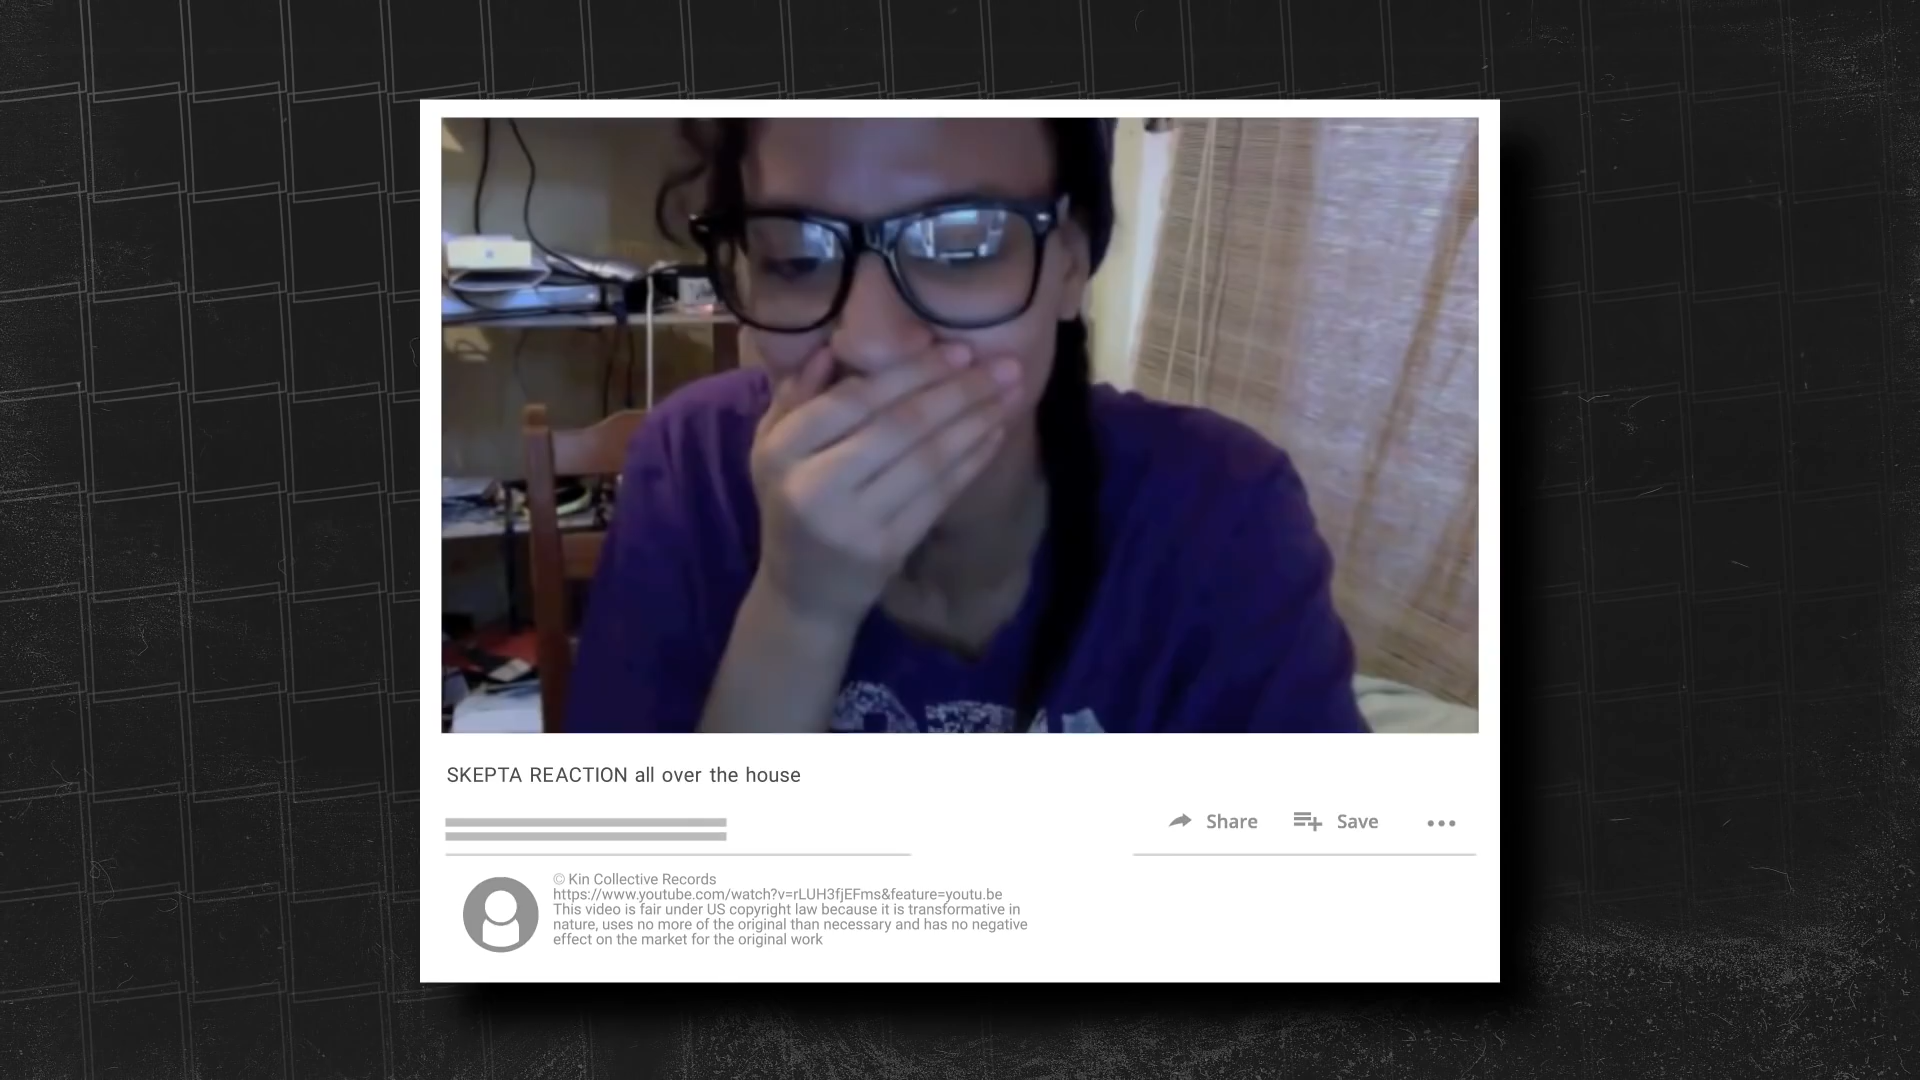 SKEPTA REACTION all over the house
Share
Save
© Kin Collective Records
https://www.youtube.com/watch?v=rLUH3fjEFms&feature=youtu.be
This video is fair under US copyright law because it is transformative in
nature, uses no more of the original than necessary and has no negative
effect on the market for the original work